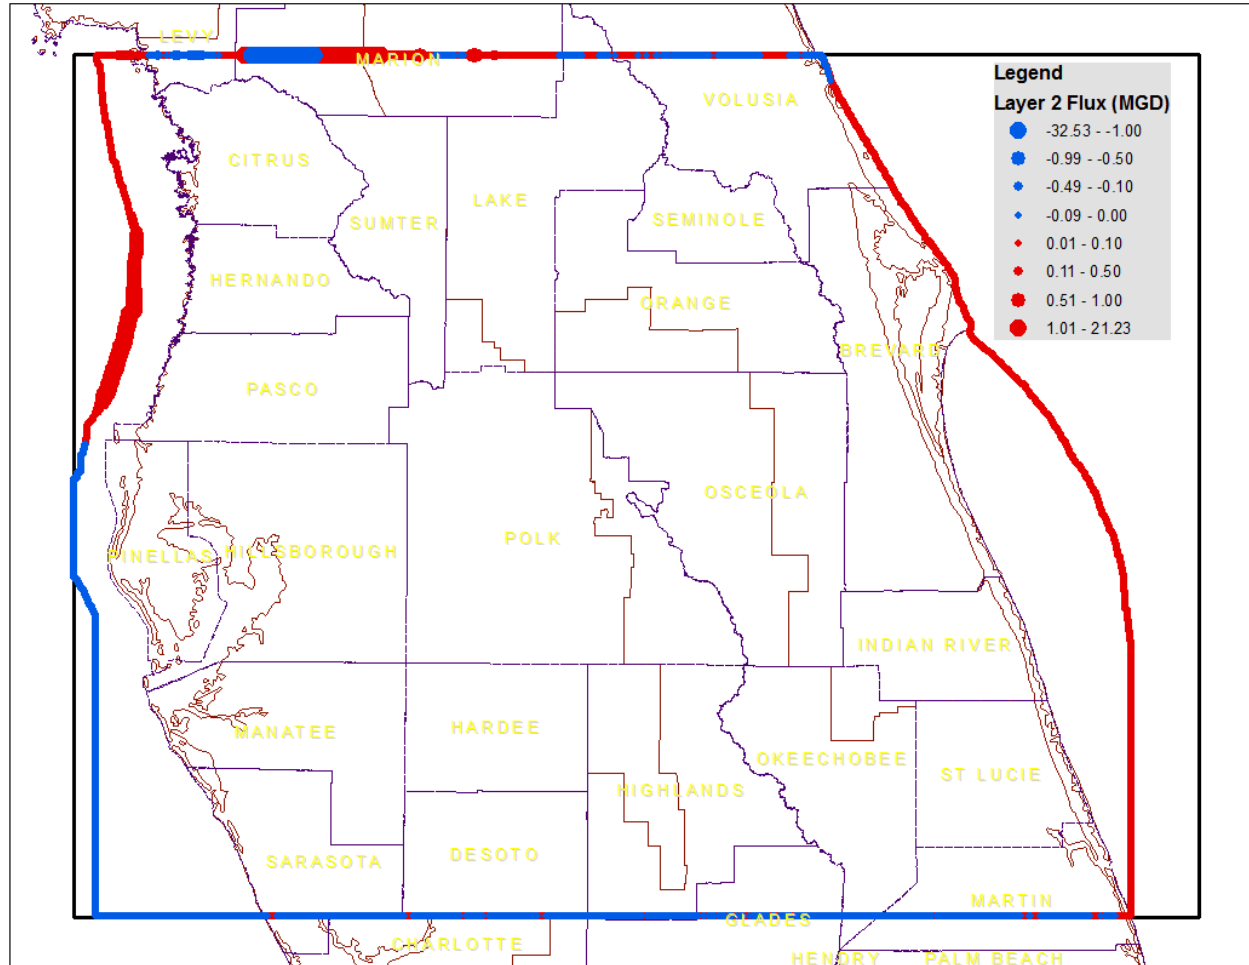 LEVY
MARION
Legend
Layer 2 Flux (MGD)
-32.53 - -1.00
-0.99 - -0.50
-0.49 - -0.10
-0.09 - 0.00
0.01 - 0.10
0.11 - 0.50
0.51 - 1.00
1.01 - 21.23
VOLUSIA
CITRUS
LAKE
SUMTER
SEMINOLE
HERNANDO
ORANGE
BREVARD
PASCO
OSCEOLA
POLK
PINELLAS
HILLSBOROUGH
INDIAN RIVER
MANATEE
HARDEE
OKEECHOBEE
ST LUCIE
HIGHLANDS
SARASOTA
DESOTO
MARTIN
GLADES
CHARLOTTE
HENDRY
PALM BEACH